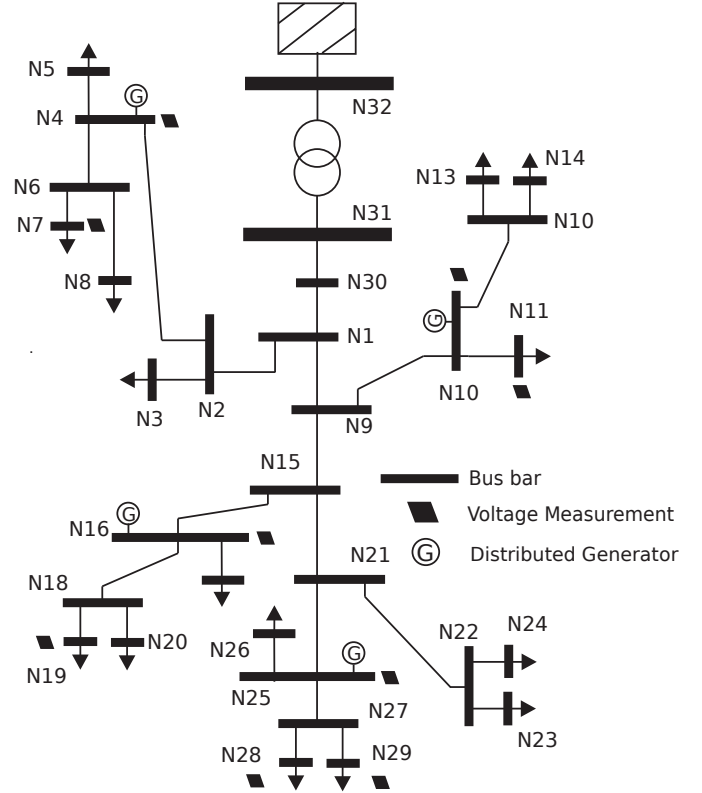 N5
G
N4
N32
N6
N7
N8
N31
N13
N14
N10
N30
N1
G
N11
N3
N2
N10
N9
N15
Bus bar
Voltage Measurement
G Distributed Generator
G
N16
N21
N18
N20
N19
N26
G
N25
N22
N24
N23
N27
N28
N29